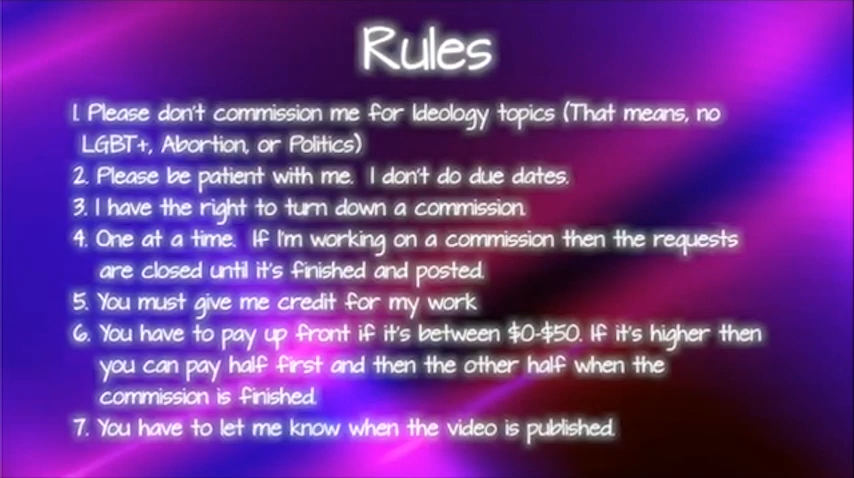 Rules
1. Please don't commission me for Ideology topics (That means, no
LGBT+, Abortion, or Politics)
2. Please be patient with me. I don't do due dates.
3. I have the right to turn down a commission.
4. One at a time. If I'm working on a commission then the requests
are closed until it's finished and posted.
5. You must give me credit for my work
6. You have to pay up front if it's between $0-$50. If it's higher then
you can pay half first and then the other half when the
commission is finished.
7. You have to let me know when the video is published.